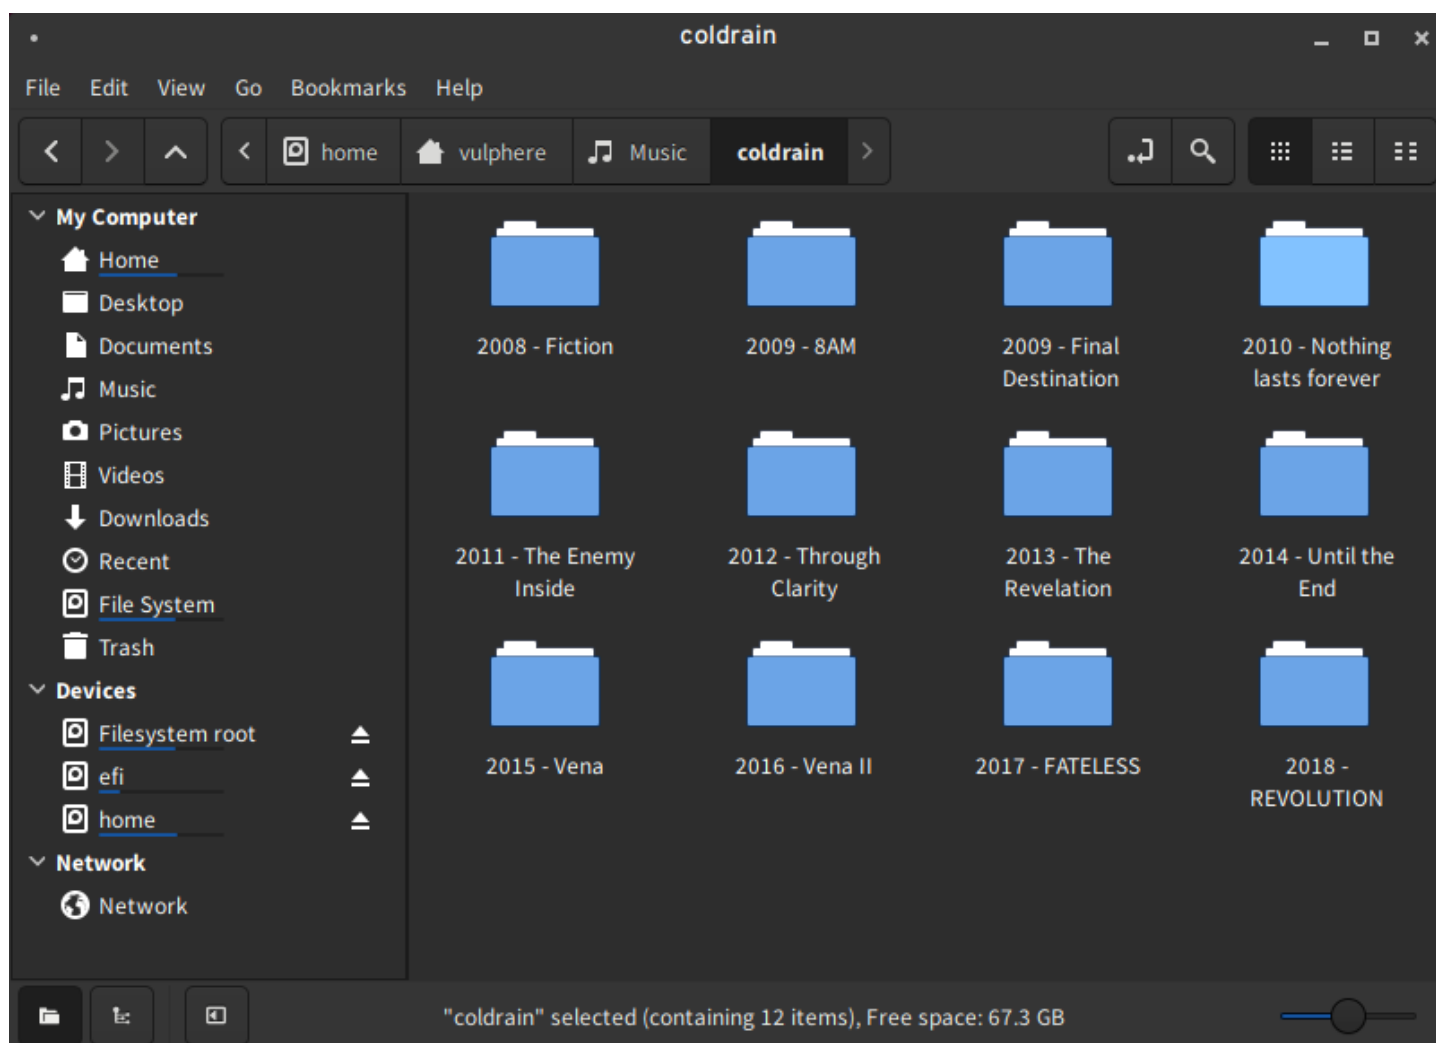 coldrain
File Edit View Go Bookmarks Help
home vulphere Music coldrain
My Computer
Home
Desktop
Documents
Music
Pictures
Videos
Downloads
Recent
File System
Trash
Devices
Filesystem root
efi
home
Network
Network
2008 - Fiction
2009 - 8AM
2009 - Final
Destination
2010 - Nothing
lasts forever
2011 - The Enemy
Inside
2012 - Through
Clarity
2013 - The
Revelation
2014 - Until the
End
2015 - Vena
2016 - Vena II
2017 - FATELESS
2018 -
REVOLUTION
"coldrain" selected (containing 12 items), Free space: 67.3 GB